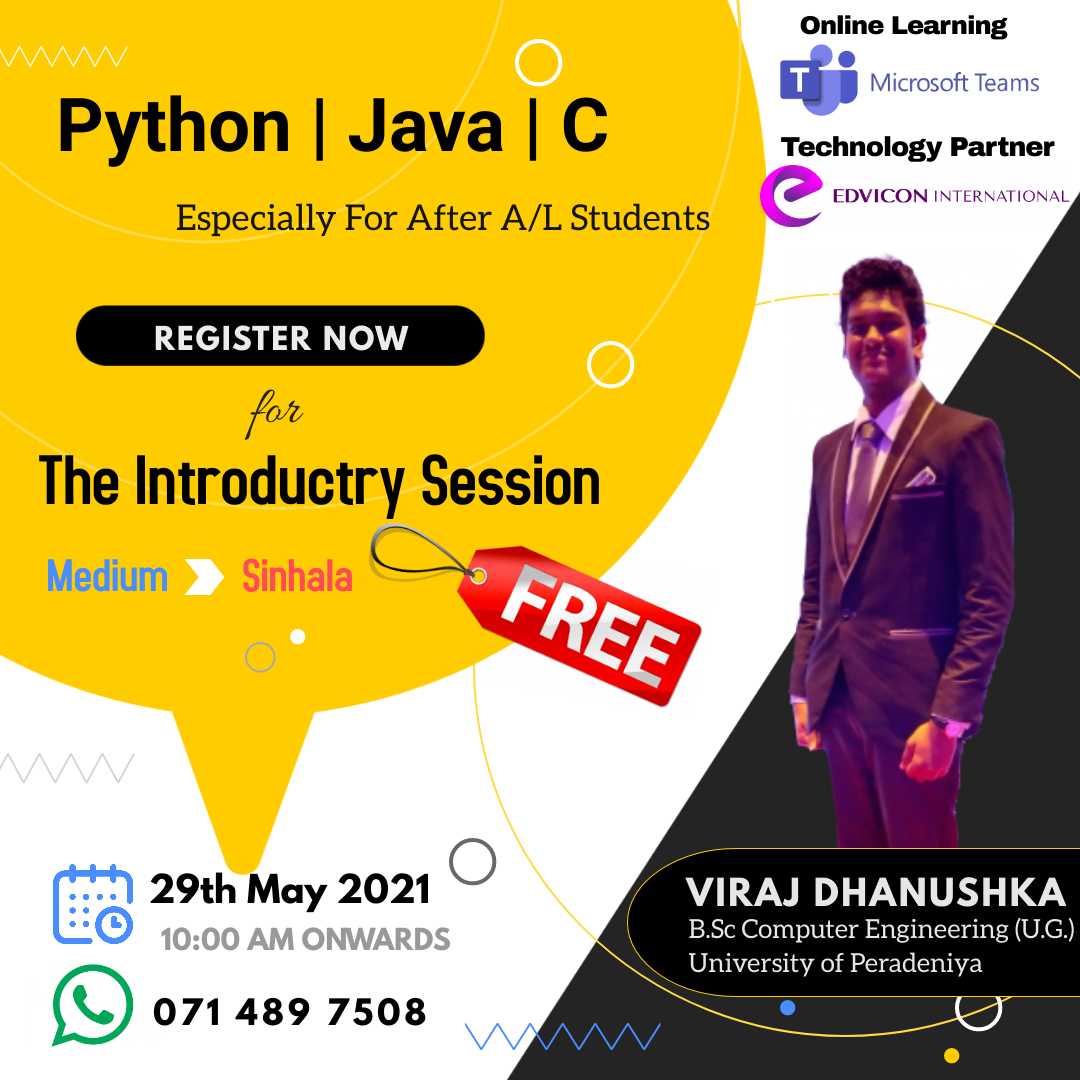 Online Learning
T Microsoft Teams
Technology Partner
EDVICON INTERNATIONAL
Python | Java | C
Especially For After A/L Students
REGISTER NOW
for
The Introductry Session
Medium Sinhala
FREE
29th May 2021
10:00 AM ONWARDS
071 489 7508
VIRAJ DHANUSHKA
B.Sc Computer Engineering (U.G.)
University of Peradeniya